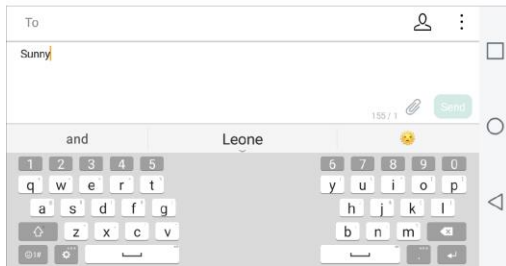 To
Sunny
155 / 1
Send
and Leone
1 2 3 4 5 6 7 8 9 0
q w e r t y u i o p
a s d f g h j k l
z x c v b n m
☺!#